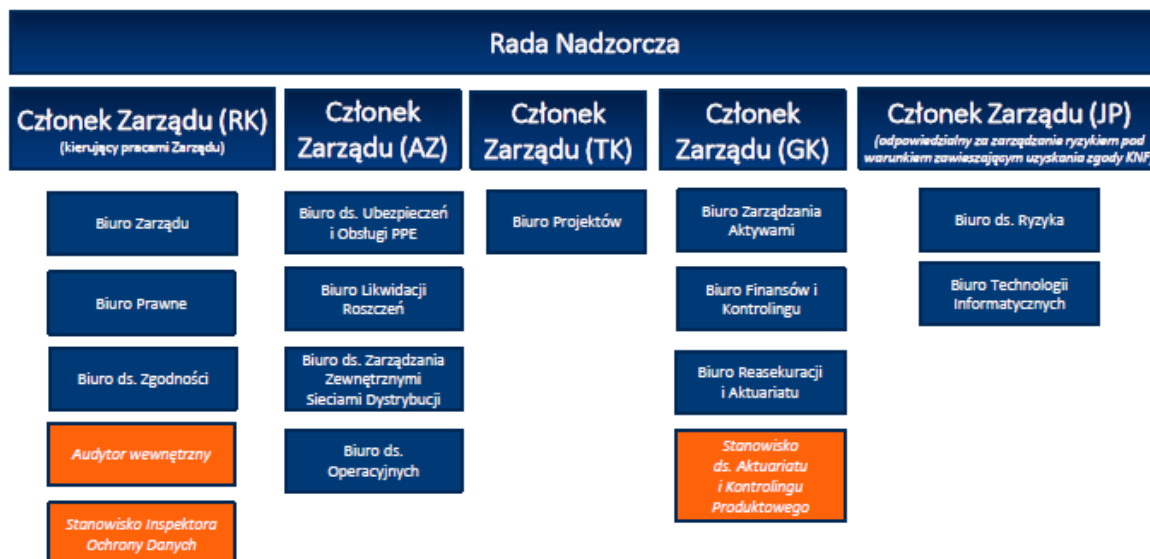 Rada Nadzorcza
Członek Zarządu (RK)
(kierujący pracami Zarządu)
Biuro Zarządu
Biuro Prawne
Biuro ds. Zgodności
Audytor wewnętrzny
Stanowisko Inspektora
Ochrony Danych
Członek
Zarządu (AZ)
Biuro ds. Ubezpieczeń
i Obsługi PPE
Biuro Likwidacji
Roszczeń
Biuro ds. Zarządzania
Zewnętrznymi
Sieciami Dystrybucji
Biuro ds.
Operacyjnych
Członek
Zarządu (TK)
Biuro Projektów
Członek
Zarządu (GK)
Biuro Zarządzania
Aktywami
Biuro Finansów i
Kontrolingu
Biuro Reasekuracji
i Aktuariatu
Stanowisko
ds. Aktuariatu
i Kontrolingu
Produktowego
Członek Zarządu (JP)
(odpowiedzialny za zarządzanie ryzykiem pod
warunkiem zawieszającym uzyskania zgody KNF)
Biuro ds. Ryzyka
Biuro Technologii
Informatycznych